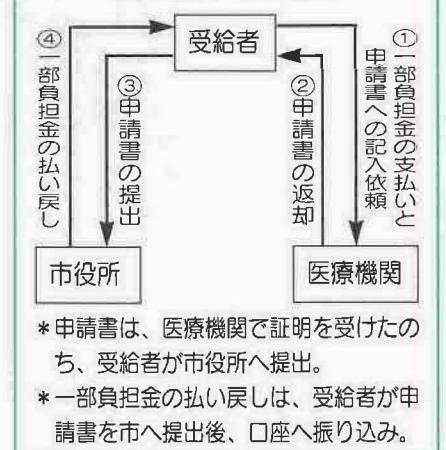 受給者
①一部負担金の支払いと
申請書への記入依頼
②申請書の返却
③申請書の提出
④一部負担金の払い戻し
市役所
医療機関
*申請書は、医療機関で証明を受けたの
ち、受給者が市役所へ提出。
*一部負担金の払い戻しは、受給者が申
請書を市へ提出後、口座へ振り込み。